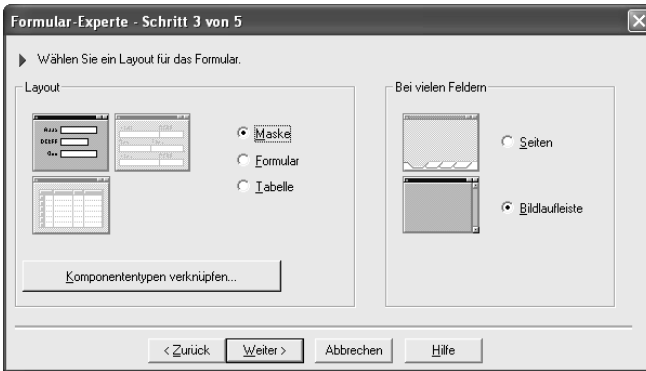 Formular-Experte - Schritt 3 von 5
Wählen Sie ein Layout für das Formular.
Layout
Maske
Formular
Tabelle
Komponententypen verknüpfen...
Bei vielen Feldern
Seiten
Bildlaufleiste
< Zurück
Weiter >
Abbrechen
Hilfe